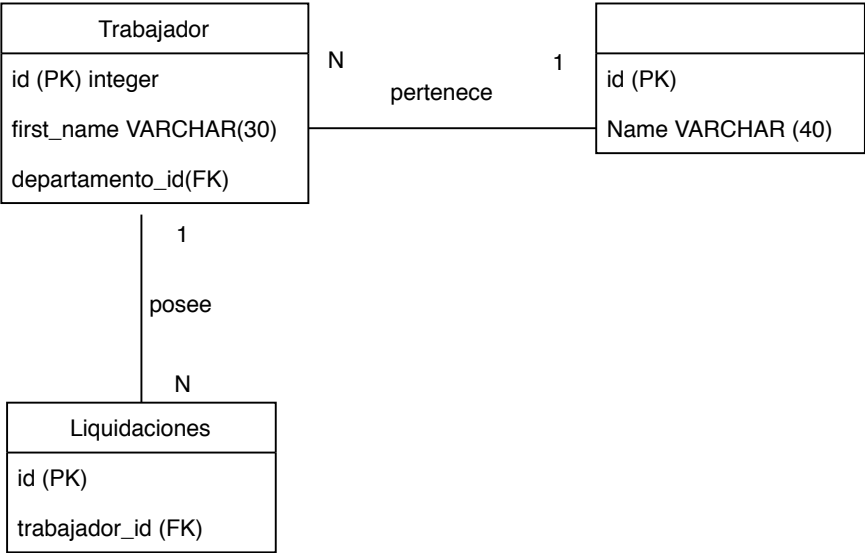 Trabajador
id (PK) integer
first_name VARCHAR(30)
departamento_id(FK)
N
1
pertenece
id (PK)
Name VARCHAR (40)
1
posee
N
Liquidaciones
id (PK)
trabajador_id (FK)